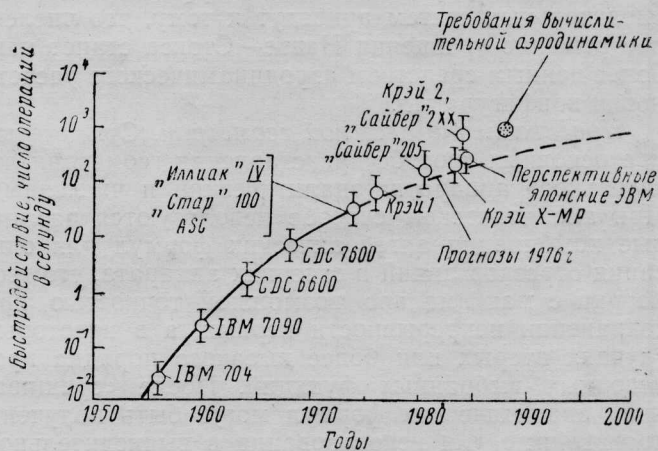 Требования вычисли-
тельной аэродинамики
Быстродействие, число операций
в секунду
10⁴
10³
10²
10
1
10⁻¹
10⁻²
Крэй 2,
„Сайбер" 2ХХ
„Сайбер" 205
„Иллиак" IV
„Стар" 100
ASC
Крэй 1
Перспективные
японские ЭВМ
Крэй Х-МР
Прогнозы 1976 г
CDC 7600
CDC 6600
IBM 7090
IBM 704
1950
1960
1970
1980
1990
2000
Годы